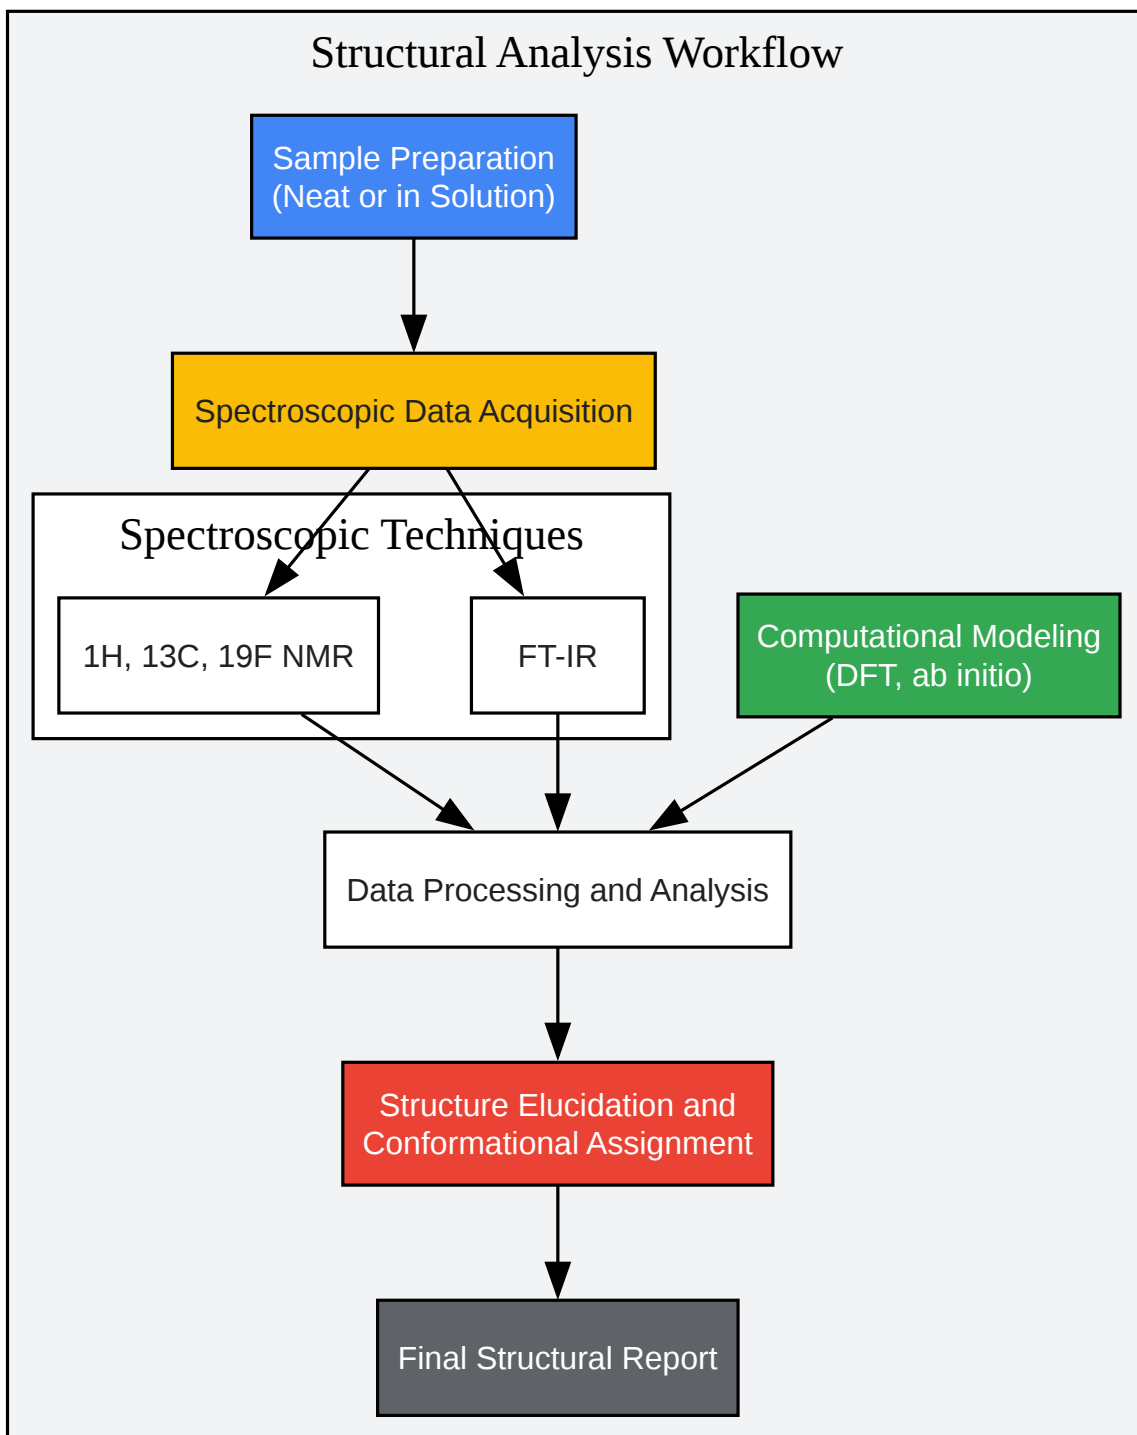 Structural Analysis Workflow
Sample Preparation
(Neat or in Solution)
Spectroscopic Data Acquisition
Spectroscopic Techniques
1H, 13C, 19F NMR
FT-IR
Computational Modeling
(DFT, ab initio)
Data Processing and Analysis
Structure Elucidation and
Conformational Assignment
Final Structural Report